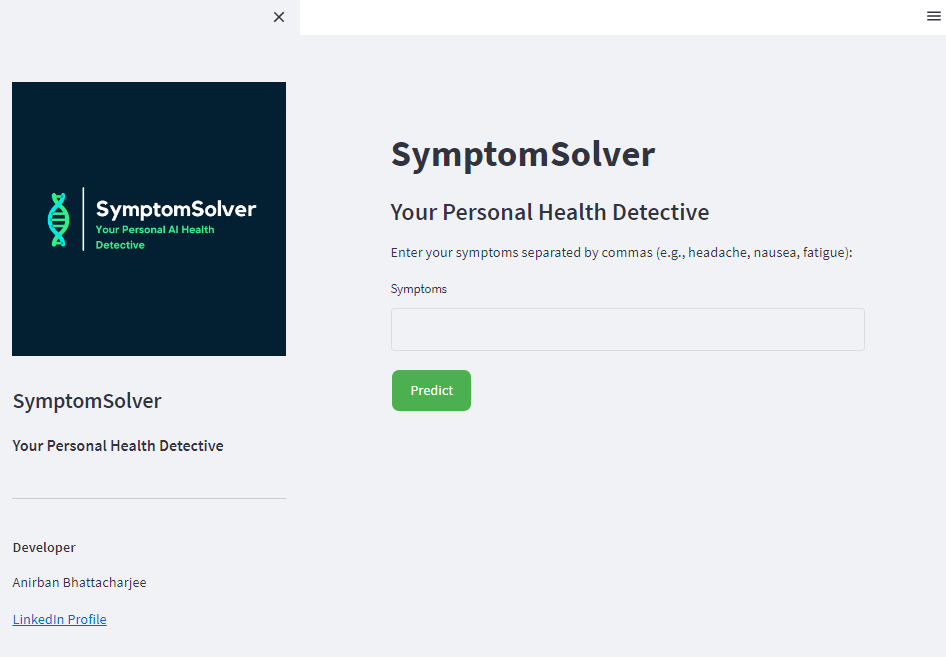 SymptomSolver
Your Personal AI Health
Detective
SymptomSolver
Your Personal Health Detective
Developer
Anirban Bhattacharjee
LinkedIn Profile
SymptomSolver
Your Personal Health Detective
Enter your symptoms separated by commas (e.g., headache, nausea, fatigue):
Symptoms
Predict